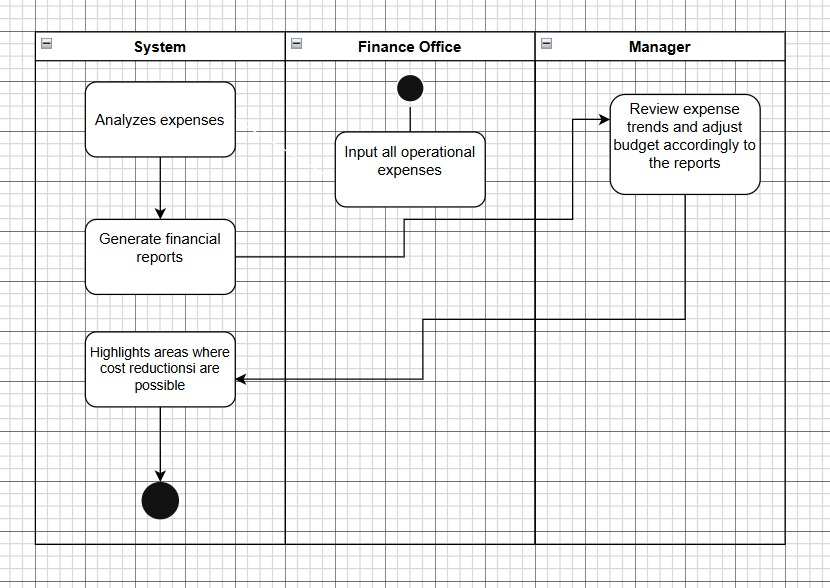 System
Finance Office
Manager
Analyzes expenses
Input all operational
expenses
Review expense
trends and adjust
budget accordingly to
the reports
Generate financial
reports
Highlights areas where
cost reductionsi are
possible